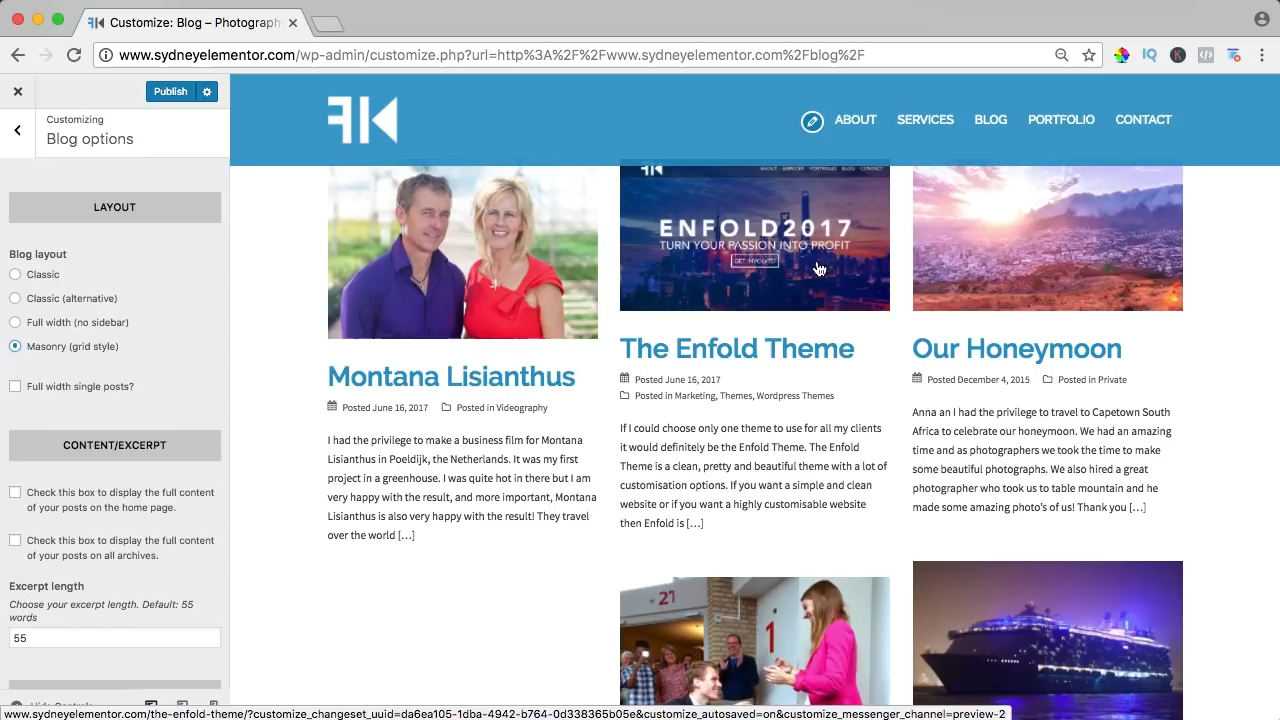 Customize: Blog – Photograph
www.sydneyelementor.com/wp-admin/customize.php?url=http%3A%2F%2Fwww.sydneyelementor.com%2Fblog%2F
Publish
Customizing
Blog options
LAYOUT
Blog layout
Classic
Classic (alternative)
Full width (no sidebar)
Masonry (grid style)
Full width single posts?
CONTENT/EXCERPT
Check this box to display the full content
of your posts on the home page.
Check this box to display the full content
of your posts on all archives.
Excerpt length
Choose your excerpt length. Default: 55
words
55
Hide Controls
ABOUT SERVICES BLOG PORTFOLIO CONTACT
Montana Lisianthus
Posted June 16, 2017 Posted in Videography
I had the privilege to make a business film for Montana
Lisianthus in Poeldijk, the Netherlands. It was my first
project in a greenhouse. I was quite hot in there but I am
very happy with the result, and more important, Montana
Lisianthus is also very happy with the result! They travel
over the world […]
ABOUT SERVICES PORTFOLIO BLOG CONTACT
ENFOLD2017
TURN YOUR PASSION INTO PROFIT
GET INVOLVED
The Enfold Theme
Posted June 16, 2017
Posted in Marketing, Themes, Wordpress Themes
If I could choose only one theme to use for all my clients
it would definitely be the Enfold Theme. The Enfold
Theme is a clean, pretty and beautiful theme with a lot of
customisation options. If you want a simple and clean
website or if you want a highly customisable website
then Enfold is […]
21
1
Our Honeymoon
Posted December 4, 2015 Posted in Private
Anna an I had the privilege to travel to Capetown South
Africa to celebrate our honeymoon. We had an amazing
time and as photographers we took the time to make
some beautiful photographs. We also hired a great
photographer who took us to table mountain and he
made some amazing photo's of us! Thank you […]
www.sydneyelementor.com/the-enfold-theme/?customize_changeset_uuid=da6ea105-1dba-4942-b764-0d338365b05e&customize_autosaved=on&customize_messenger_channel=preview-2